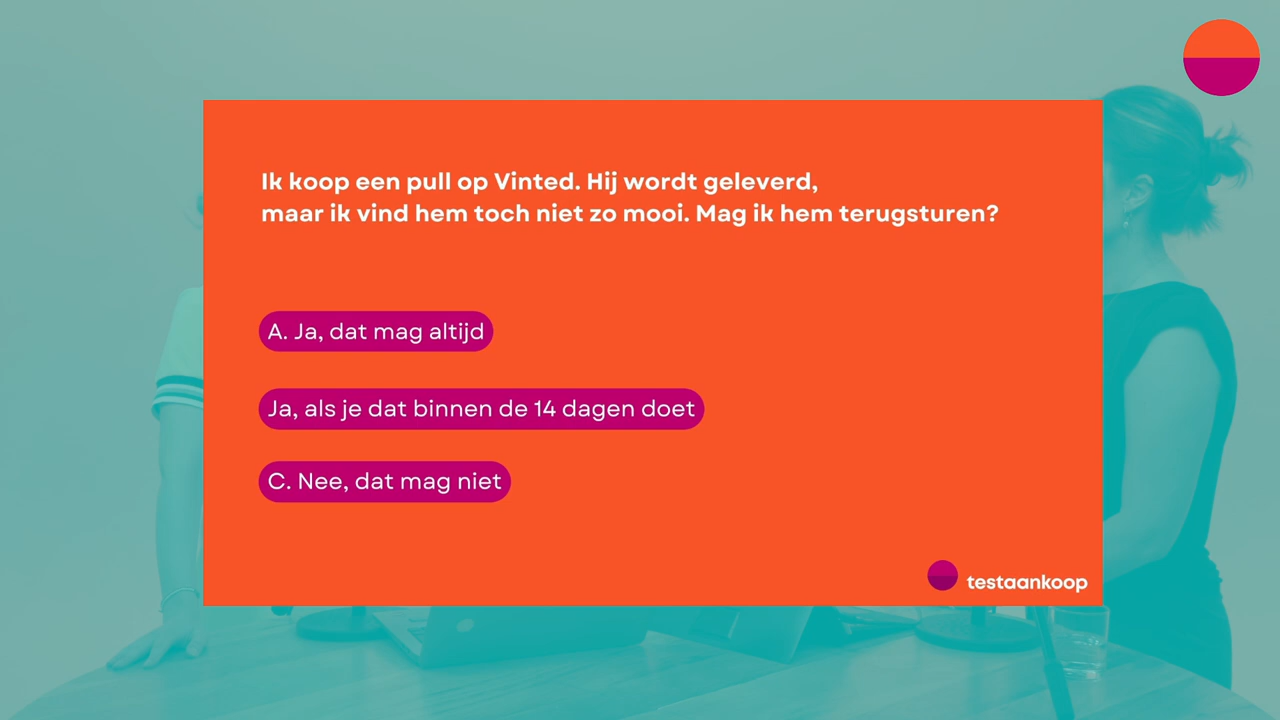 Ik koop een pull op Vinted. Hij wordt geleverd,
maar ik vind hem toch niet zo mooi. Mag ik hem terugsturen?
A. Ja, dat mag altijd
Ja, als je dat binnen de 14 dagen doet
C. Nee, dat mag niet
testaankoop